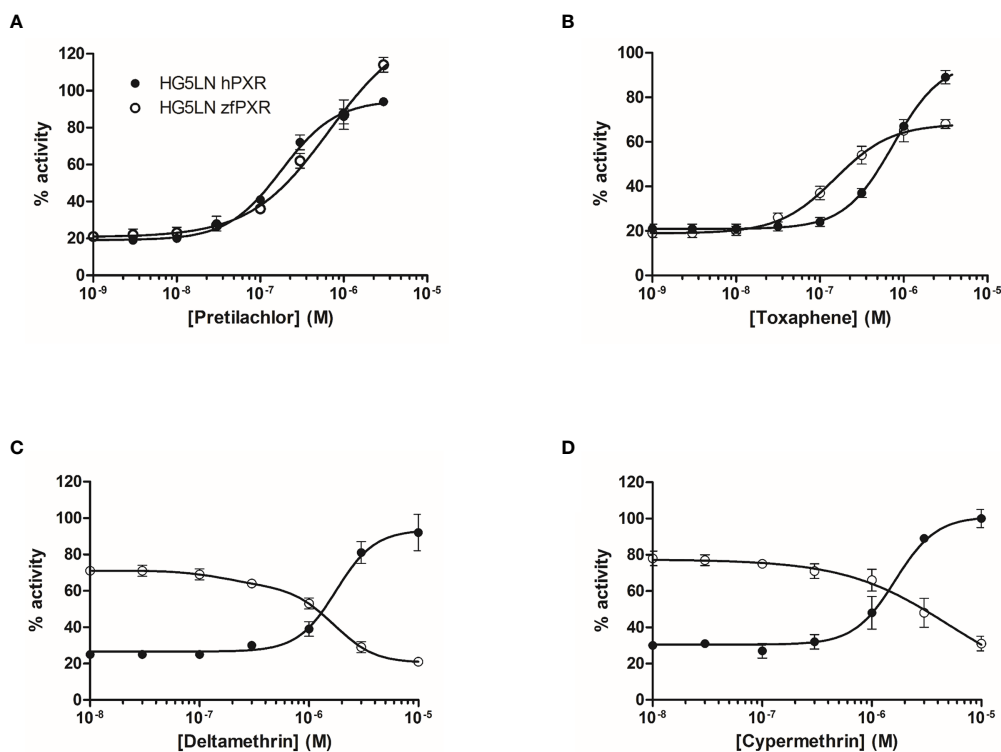 A
120
100
80
60
40
20
0
% activity
HG5LN hPXR
HG5LN zfPXR
10-9 10-8 10-7 10-6 10-5
[Pretilachlor] (M)
B
100
80
60
40
20
0
% activity
10-9 10-8 10-7 10-6 10-5
[Toxaphene] (M)
C
120
100
80
60
40
20
0
% activity
10-8 10-7 10-6 10-5
[Deltamethrin] (M)
D
120
100
80
60
40
20
0
% activity
10-8 10-7 10-6 10-5
[Cypermethrin] (M)